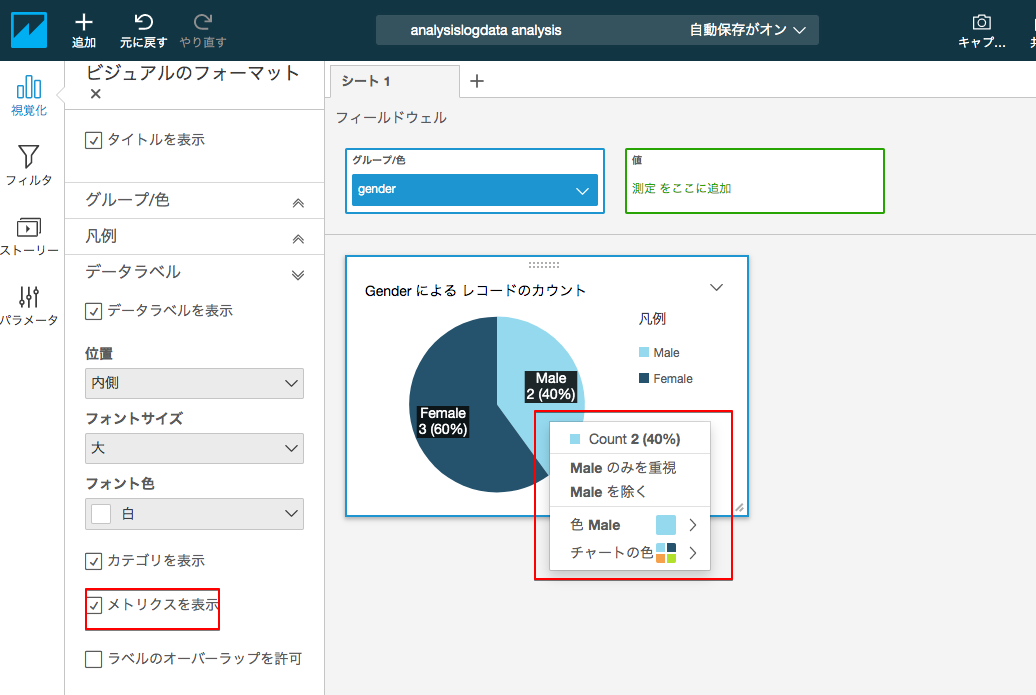 追加
元に戻す
やり直す
analysislogdata analysis
自動保存がオン
キャプ...
視覚化
フィルタ
ストーリー
パラメータ
ビジュアルのフォーマット
タイトルを表示
グループ/色
凡例
データラベル
データラベルを表示
位置
内側
フォントサイズ
大
フォント色
白
カテゴリを表示
メトリクスを表示
ラベルのオーバーラップを許可
シート 1
フィールドウェル
グループ/色
gender
値
測定 をここに追加
Gender による レコードのカウント
凡例
Male
Female
Male
2 (40%)
Female
3 (60%)
Count 2 (40%)
Male のみを重視
Male を除く
色 Male
チャートの色